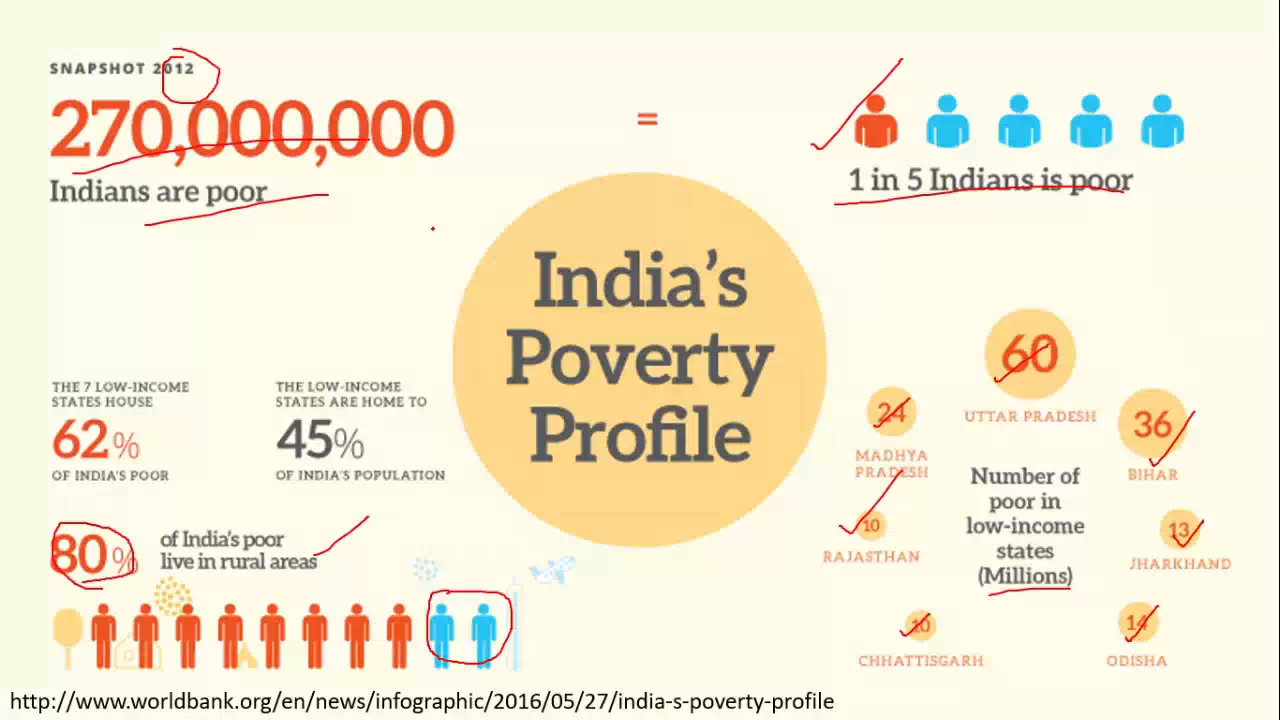 SNAPSHOT 2012
270,000,000
Indians are poor
=
1 in 5 Indians is poor
India's
Poverty
Profile
THE 7 LOW-INCOME
STATES HOUSE
62%
OF INDIA'S POOR
THE LOW-INCOME
STATES ARE HOME TO
45%
OF INDIA'S POPULATION
80%
of India's poor
live in rural areas
60
UTTAR PRADESH
24
MADHYA
PRADESH
36
BIHAR
Number of
poor in
low-income
states
(Millions)
10
RAJASTHAN
13
JHARKHAND
10
CHHATTISGARH
14
ODISHA
http://www.worldbank.org/en/news/infographic/2016/05/27/india-s-poverty-profile